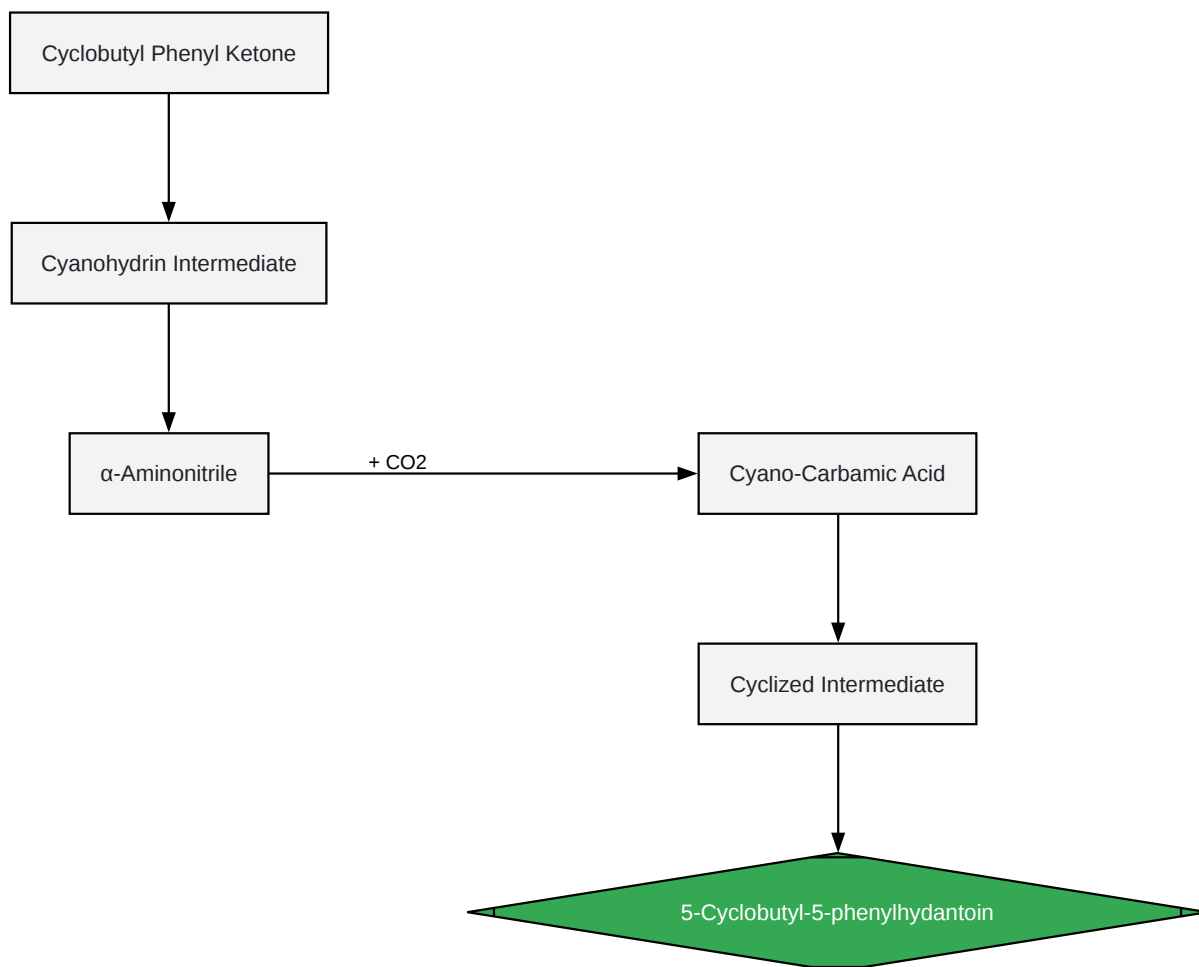 Cyclobutyl Phenyl Ketone
Cyanohydrin Intermediate
α-Aminonitrile
+ CO2
Cyano-Carbamic Acid
Cyclized Intermediate
5-Cyclobutyl-5-phenylhydantoin